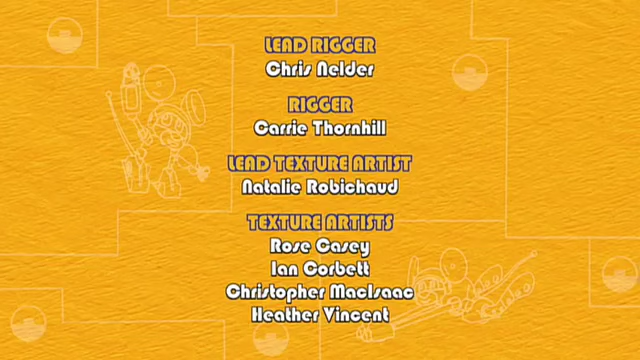 LEAD RIGGER
Chris Nelder
RIGGER
Carrie Thornhill
LEAD TEXTURE ARTIST
Natalie Robichaud
TEXTURE ARTISTS
Rose Casey
Ian Corbett
Christopher MacIsaac
Heather Vincent